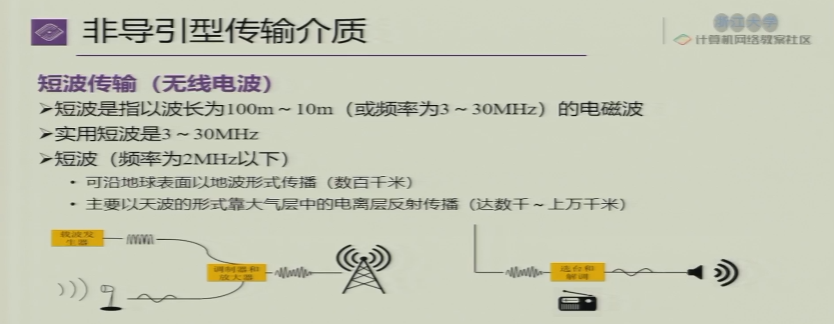 非导引型传输介质
浙江大学
计算机网络教案社区
短波传输（无线电波）
➢短波是指以波长为100m～10m（或频率为3～30MHz）的电磁波
➢实用短波是3～30MHz
➢短波（频率为2MHz以下）
• 可沿地球表面以地波形式传播（数百千米）
• 主要以天波的形式靠大气层中的电离层反射传播（达数千～上万千米）
载波发
生器
调制器和
放大器
选台和
解调